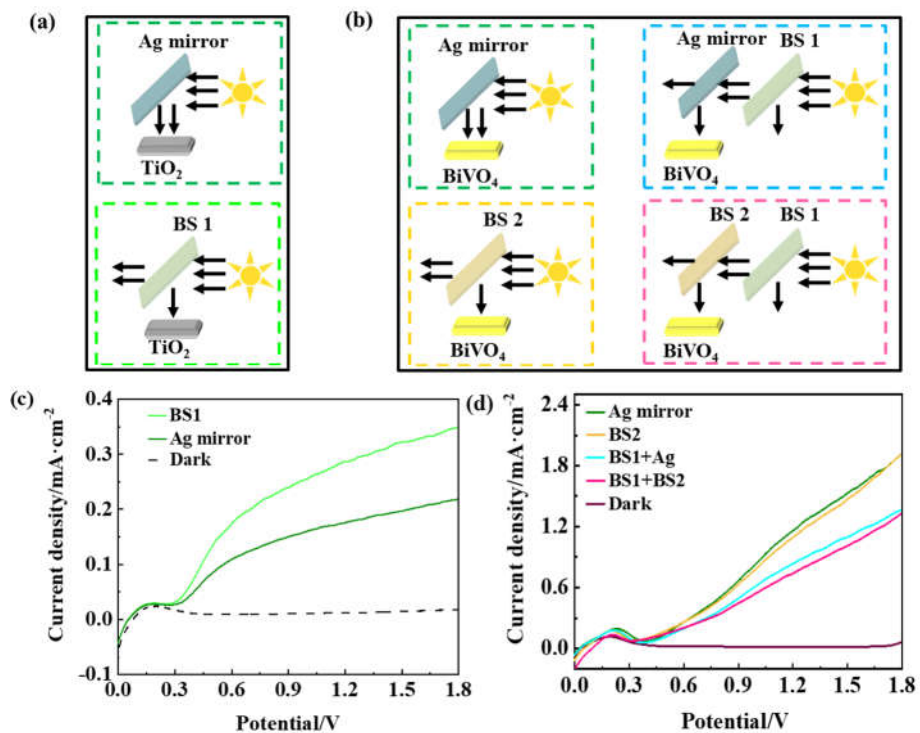 (a)
Ag mirror
TiO₂
BS 1
TiO₂
(b)
Ag mirror
BiVO₄
Ag mirror
BS 1
BiVO₄
BS 2
BiVO₄
BS 2
BS 1
BiVO₄
(c)
0.4
0.3
0.2
0.1
0.0
-0.1
Current density/mA·cm⁻²
BS1
Ag mirror
Dark
0.0 0.3 0.6 0.9 1.2 1.5 1.8
Potential/V
(d)
2.4
1.8
1.2
0.6
0.0
Current density/mA·cm⁻²
Ag mirror
BS2
BS1+Ag
BS1+BS2
Dark
0.0 0.3 0.6 0.9 1.2 1.5 1.8
Potential/V